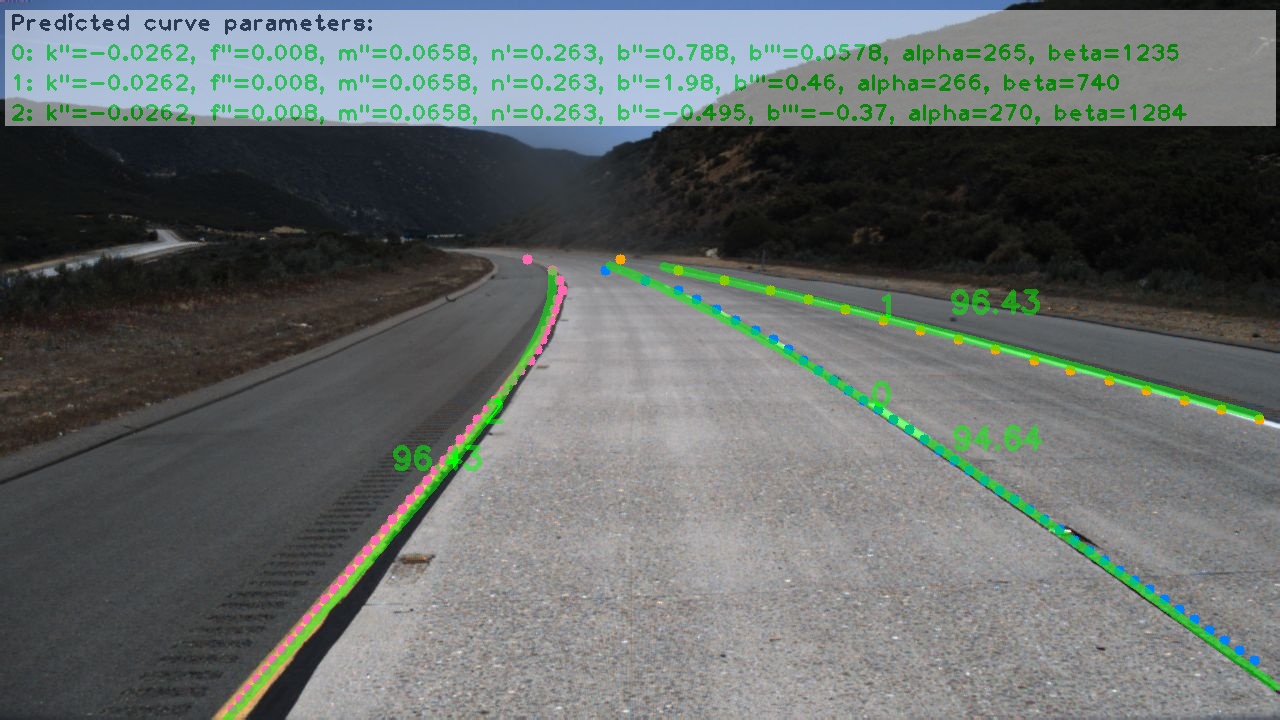 Predicted curve parameters:
0: k''=-0.0262, f''=0.008, m''=0.0658, n'=0.263, b''=0.788, b'''=0.0578, alpha=265, beta=1235
1: k''=-0.0262, f''=0.008, m''=0.0658, n'=0.263, b''=1.98, b'''=0.46, alpha=266, beta=740
2: k''=-0.0262, f''=0.008, m''=0.0658, n'=0.263, b''=-0.495, b'''=-0.37, alpha=270, beta=1284
1 96.43
0
94.64
2
96.43